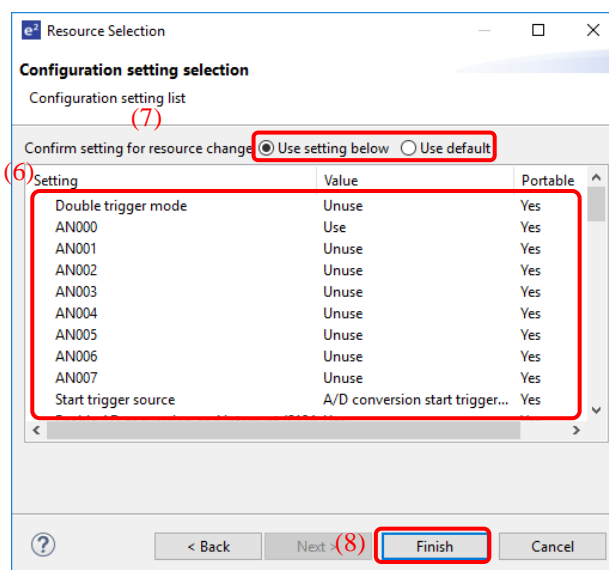 e² Resource Selection
Configuration setting selection
Configuration setting list
(7)
Confirm setting for resource change Use setting below Use default
(6)
Setting Value Portable
Double trigger mode Unuse Yes
AN000 Use Yes
AN001 Unuse Yes
AN002 Unuse Yes
AN003 Unuse Yes
AN004 Unuse Yes
AN005 Unuse Yes
AN006 Unuse Yes
AN007 Unuse Yes
Start trigger source A/D conversion start trigger... Yes
? < Back Next > (8) Finish Cancel